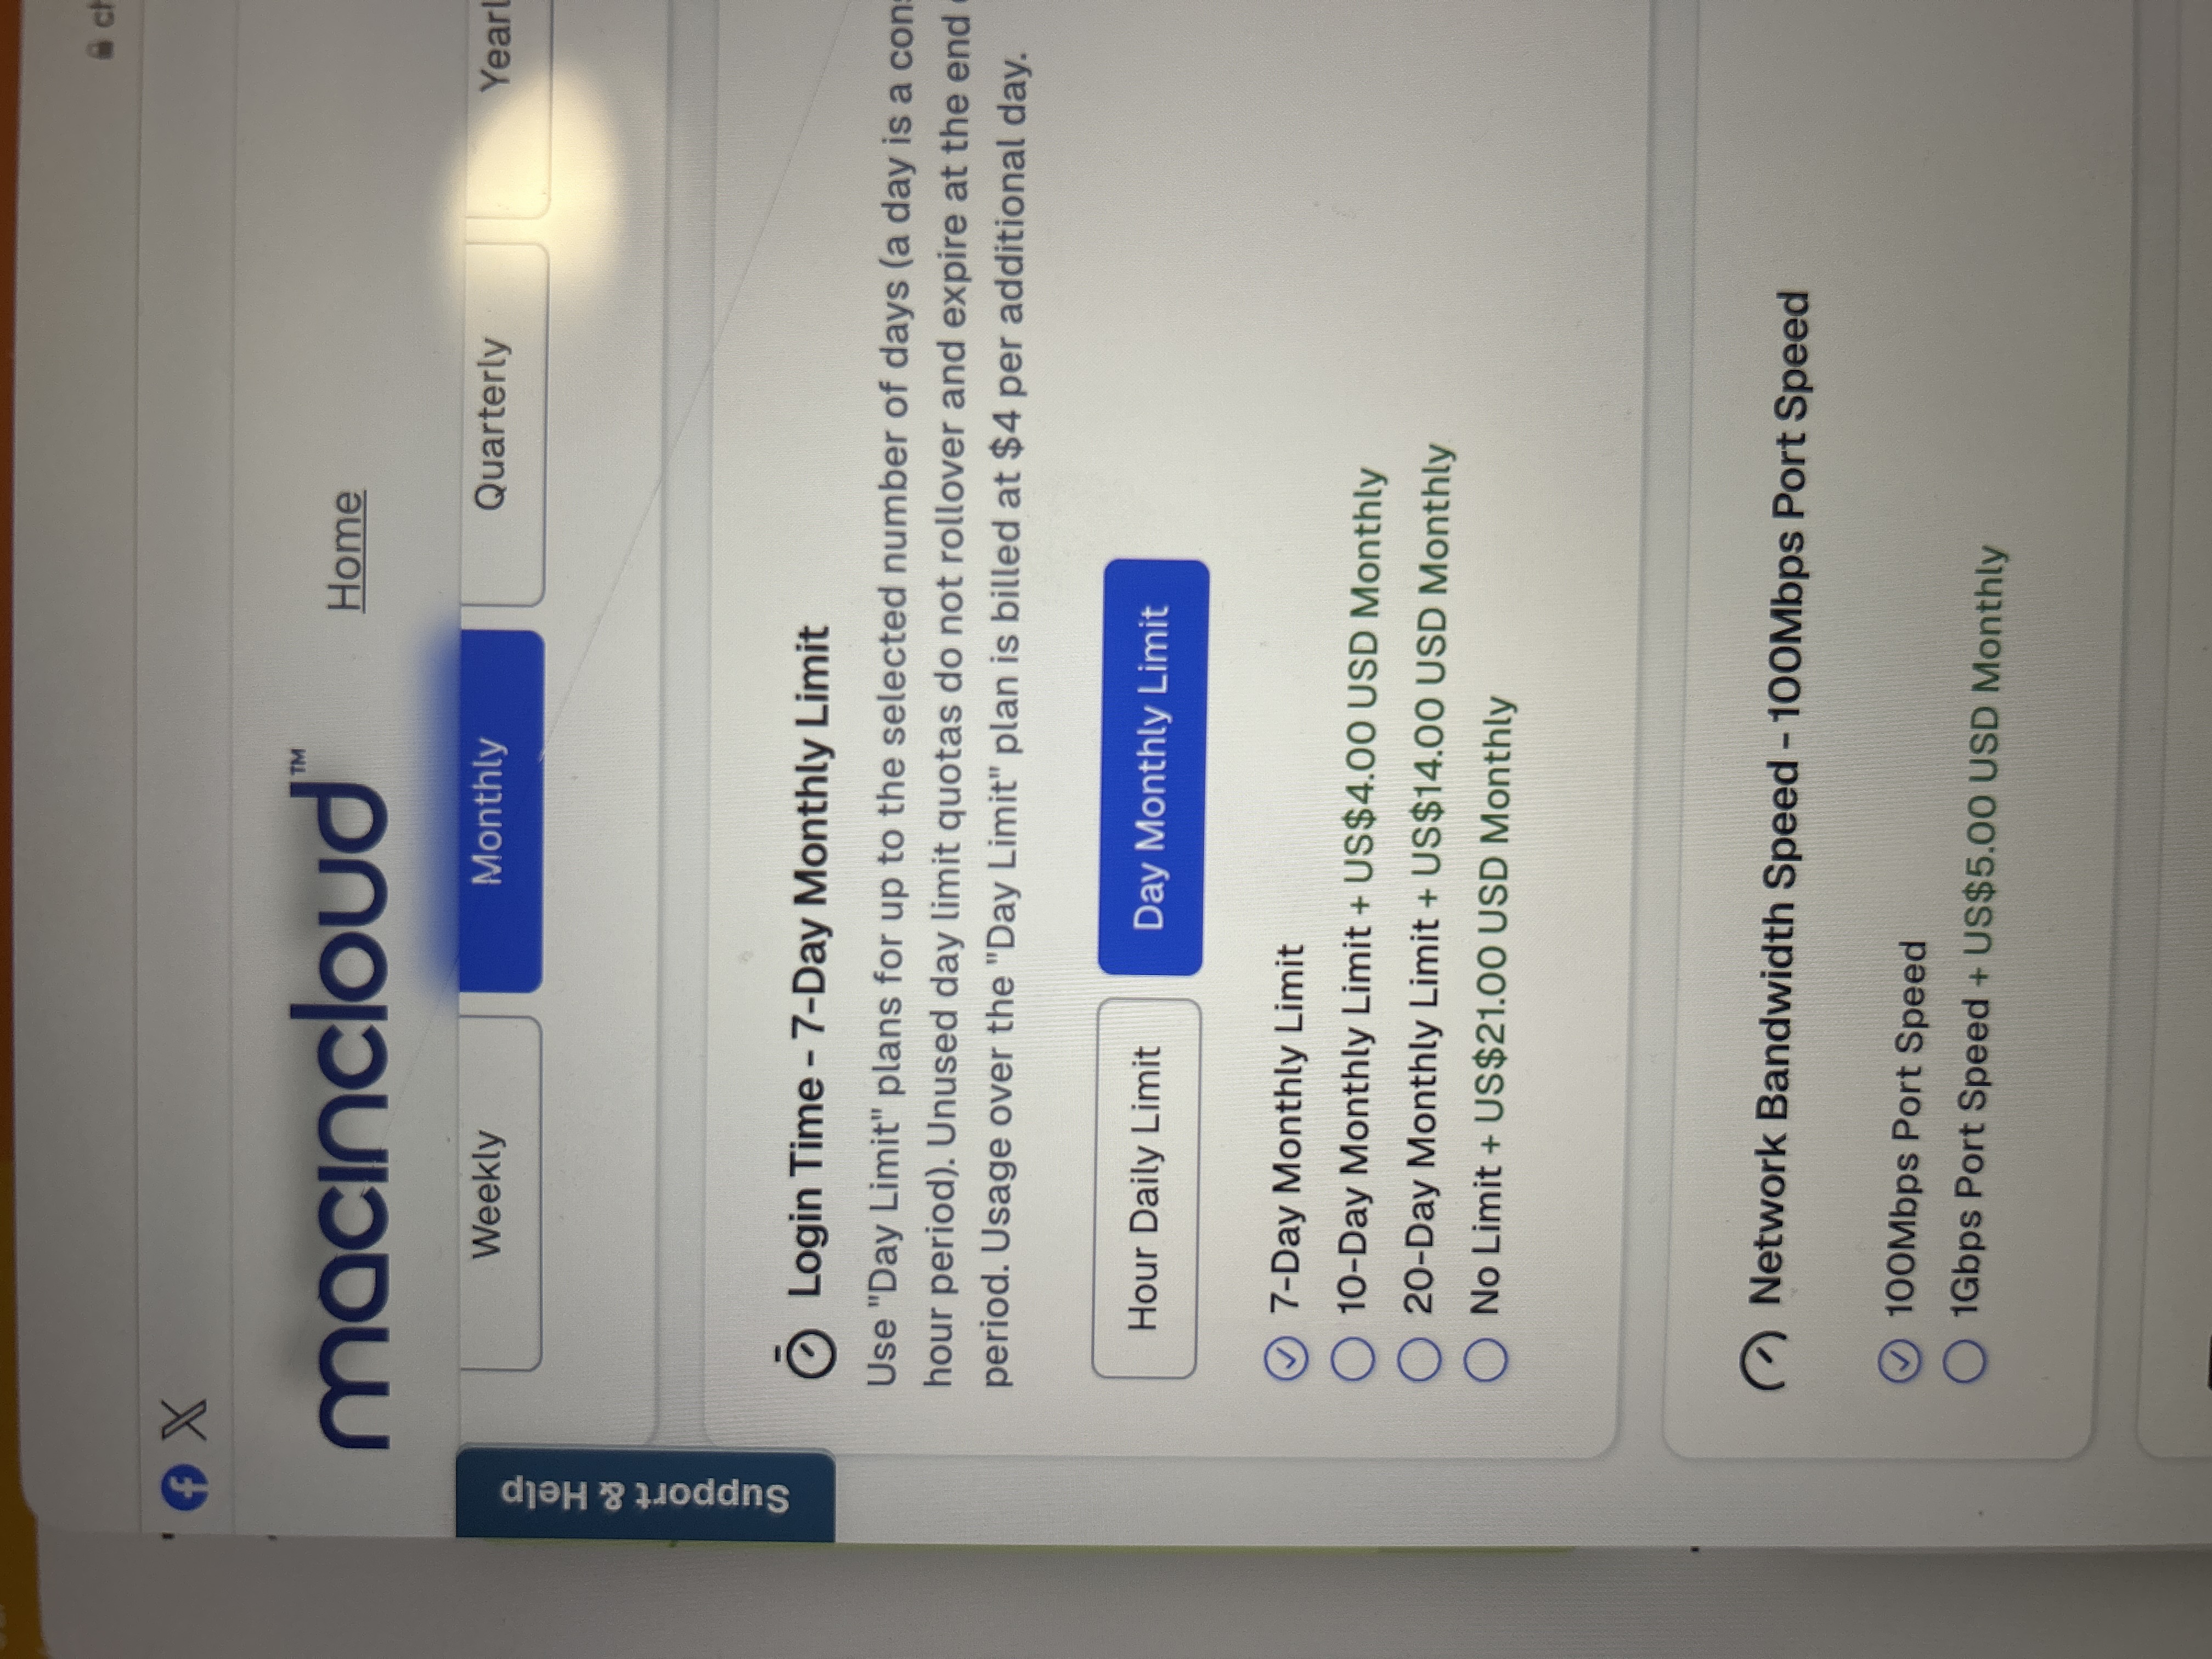 macincloud™
Home
Weekly
Monthly
Quarterly
Support & Help
Login Time - 7-Day Monthly Limit
Use "Day Limit" plans for up to the selected number of days (a day is a
hour period). Unused day limit quotas do not rollover and expire at the end
period. Usage over the "Day Limit" plan is billed at $4 per additional day.
Hour Daily Limit
Day Monthly Limit
7-Day Monthly Limit
10-Day Monthly Limit + US$4.00 USD Monthly
20-Day Monthly Limit + US$14.00 USD Monthly
No Limit + US$21.00 USD Monthly
Network Bandwidth Speed - 100Mbps Port Speed
100Mbps Port Speed
1Gbps Port Speed + US$5.00 USD Monthly